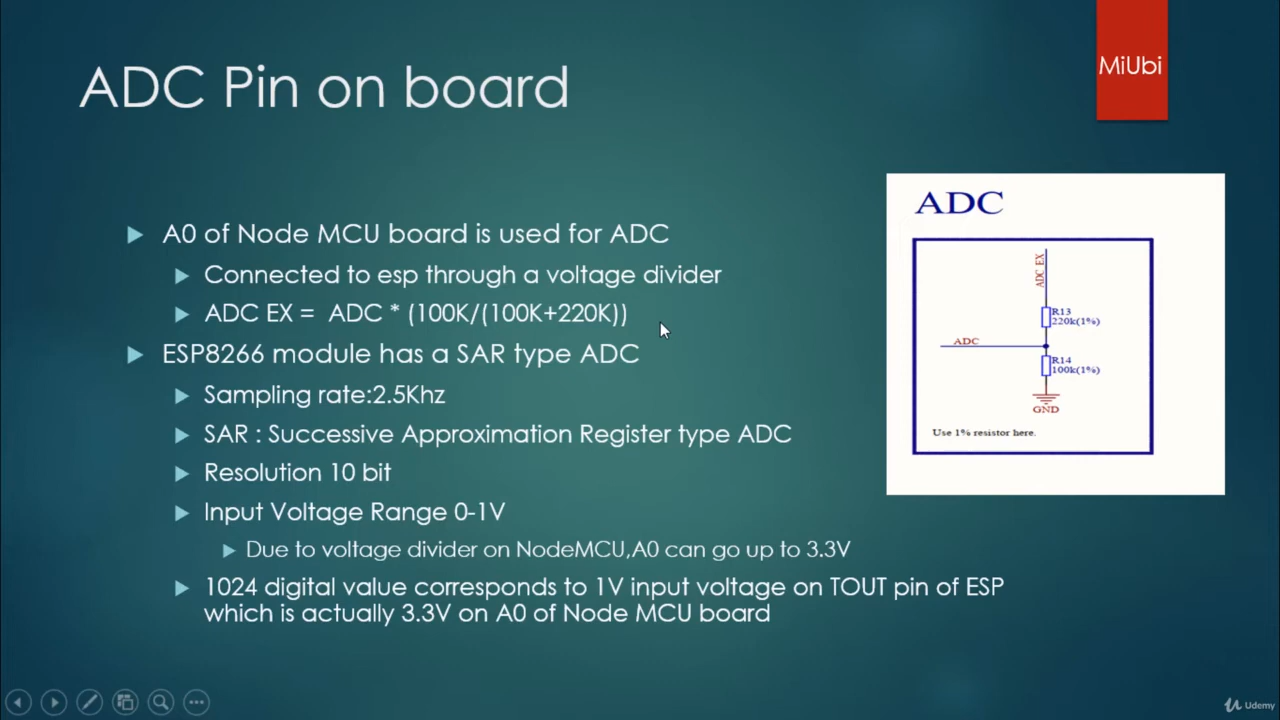 ADC Pin on board
MiUbi
A0 of Node MCU board is used for ADC
Connected to esp through a voltage divider
ADC EX = ADC * (100K/(100K+220K))
ESP8266 module has a SAR type ADC
Sampling rate:2.5Khz
SAR : Successive Approximation Register type ADC
Resolution 10 bit
Input Voltage Range 0-1V
Due to voltage divider on NodeMCU,A0 can go up to 3.3V
1024 digital value corresponds to 1V input voltage on TOUT pin of ESP
which is actually 3.3V on A0 of Node MCU board
ADC
ADC EX
R13
220k(1%)
ADC
R14
100k(1%)
GND
Use 1% resistor here.
Udemy